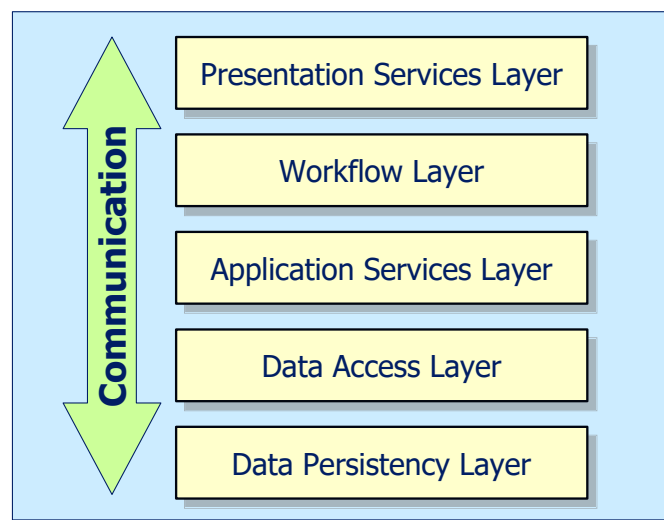 Communication
Presentation Services Layer
Workflow Layer
Application Services Layer
Data Access Layer
Data Persistency Layer